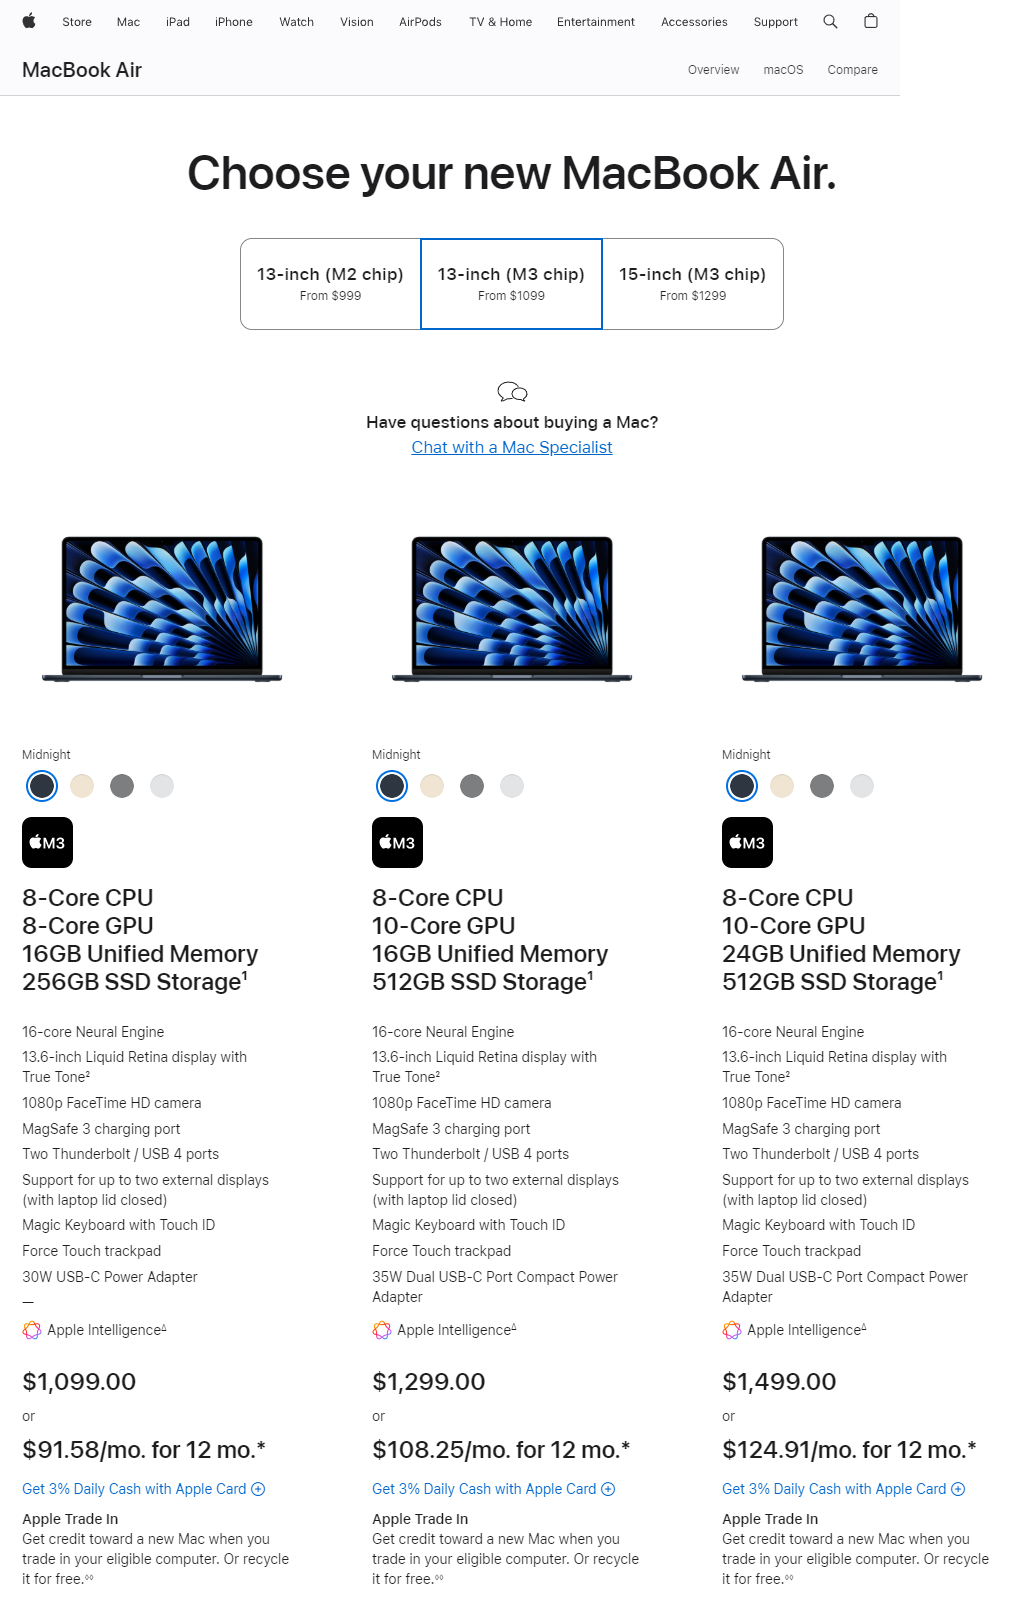 Store Mac iPad iPhone Watch Vision AirPods TV & Home Entertainment Accessories Support
MacBook Air
Overview macOS Compare
Choose your new MacBook Air.
13-inch (M2 chip)
From $999
13-inch (M3 chip)
From $1099
15-inch (M3 chip)
From $1299
Have questions about buying a Mac?
Chat with a Mac Specialist
Midnight
M3
8-Core CPU
8-Core GPU
16GB Unified Memory
256GB SSD Storage¹
16-core Neural Engine
13.6-inch Liquid Retina display with
True Tone²
1080p FaceTime HD camera
MagSafe 3 charging port
Two Thunderbolt / USB 4 ports
Support for up to two external displays
(with laptop lid closed)
Magic Keyboard with Touch ID
Force Touch trackpad
30W USB-C Power Adapter
—
Apple Intelligence∆
$1,099.00
or
$91.58/mo. for 12 mo.*
Get 3% Daily Cash with Apple Card
Apple Trade In
Get credit toward a new Mac when you
trade in your eligible computer. Or recycle
it for free.◊◊
Midnight
M3
8-Core CPU
10-Core GPU
16GB Unified Memory
512GB SSD Storage¹
16-core Neural Engine
13.6-inch Liquid Retina display with
True Tone²
1080p FaceTime HD camera
MagSafe 3 charging port
Two Thunderbolt / USB 4 ports
Support for up to two external displays
(with laptop lid closed)
Magic Keyboard with Touch ID
Force Touch trackpad
35W Dual USB-C Port Compact Power
Adapter
Apple Intelligence∆
$1,299.00
or
$108.25/mo. for 12 mo.*
Get 3% Daily Cash with Apple Card
Apple Trade In
Get credit toward a new Mac when you
trade in your eligible computer. Or recycle
it for free.◊◊
Midnight
M3
8-Core CPU
10-Core GPU
24GB Unified Memory
512GB SSD Storage¹
16-core Neural Engine
13.6-inch Liquid Retina display with
True Tone²
1080p FaceTime HD camera
MagSafe 3 charging port
Two Thunderbolt / USB 4 ports
Support for up to two external displays
(with laptop lid closed)
Magic Keyboard with Touch ID
Force Touch trackpad
35W Dual USB-C Port Compact Power
Adapter
Apple Intelligence∆
$1,499.00
or
$124.91/mo. for 12 mo.*
Get 3% Daily Cash with Apple Card
Apple Trade In
Get credit toward a new Mac when you
trade in your eligible computer. Or recycle
it for free.◊◊